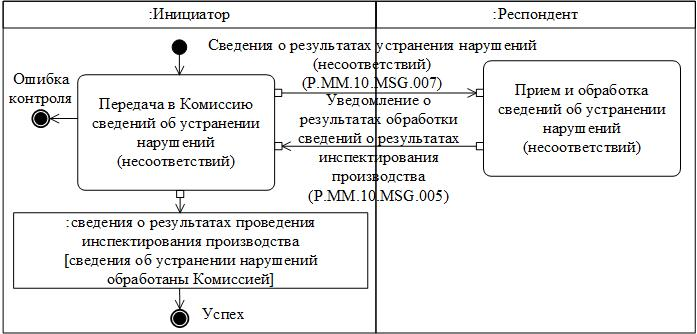 :Инициатор
:Респондент
Сведения о результатах устранения нарушений
(несоответствий)
(P.MM.10.MSG.007)
Ошибка
контроля
Передача в Комиссию
сведений об устранении
нарушений
(несоответствий)
Прием и обработка
сведений об устранении
нарушений
(несоответствий)
Уведомление о
результатах обработки
сведений о результатах
инспектирования
производства
(P.MM.10.MSG.005)
:сведения о результатах проведения
инспектирования производства
[сведения об устранении нарушений
обработаны Комиссией]
Успех